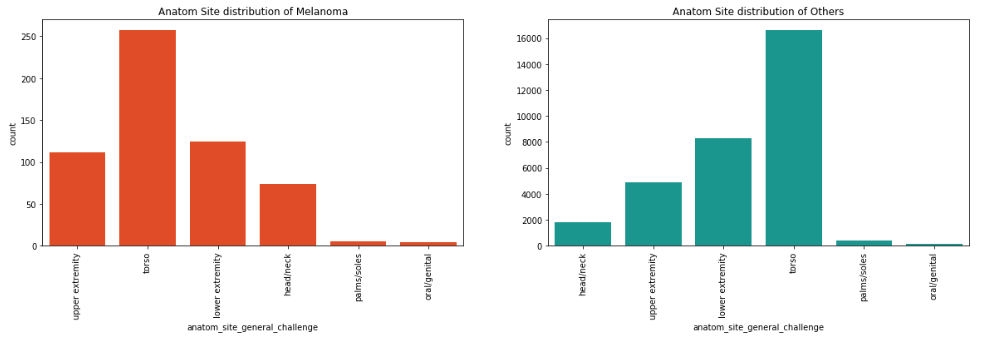 Anatom Site distribution of Melanoma
250
200
150
100
50
0
count
upper extremity
torso
lower extremity
head/neck
palms/soles
oral/genital
anatom_site_general_challenge
Anatom Site distribution of Others
16000
14000
12000
10000
8000
6000
4000
2000
0
count
head/neck
upper extremity
lower extremity
torso
palms/soles
oral/genital
anatom_site_general_challenge